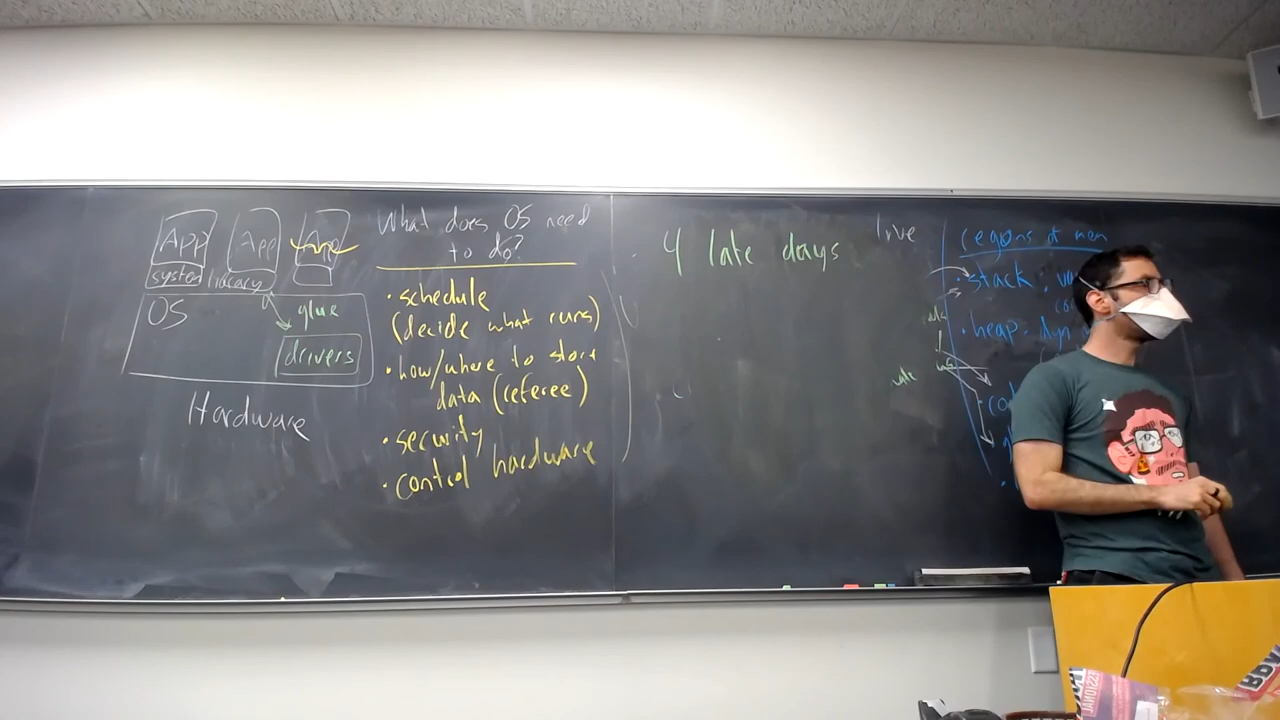 App App App
system library
OS
glue
drivers
Hardware
What does OS need
to do?
• schedule
(decide what runs)
• how/where to store
data (referee)
• security
• control hardware
4 late days
live
regions of mem
• stack,
• heap: